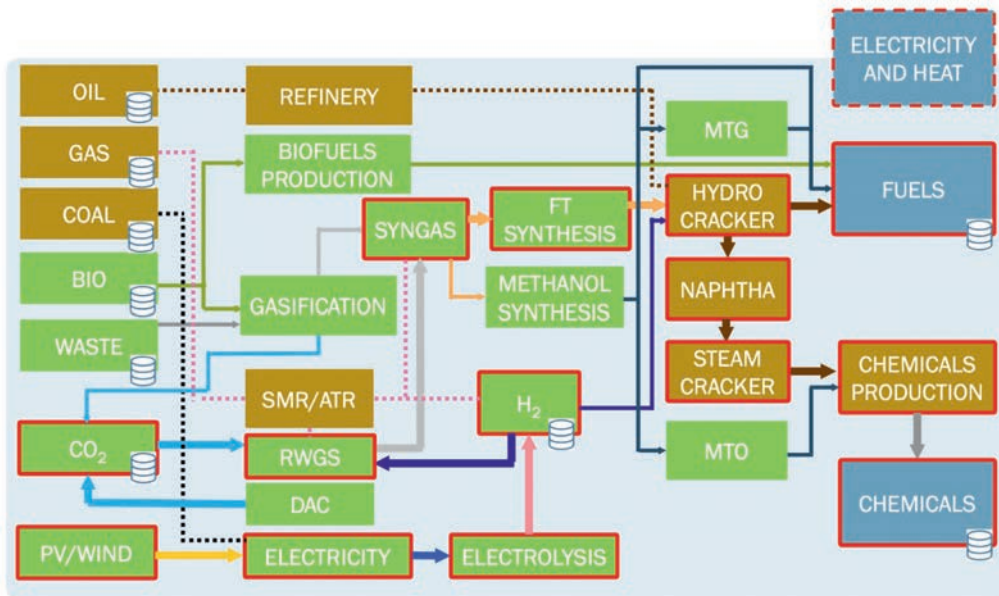 ELECTRICITY
AND HEAT
OIL
REFINERY
GAS
BIOFUELS
PRODUCTION
MTG
COAL
SYNGAS
FT
SYNTHESIS
HYDRO
CRACKER
FUELS
BIO
GASIFICATION
METHANOL
SYNTHESIS
NAPHTHA
WASTE
STEAM
CRACKER
CHEMICALS
PRODUCTION
SMR/ATR
H₂
CO₂
RWGS
MTO
DAC
CHEMICALS
PV/WIND
ELECTRICITY
ELECTROLYSIS